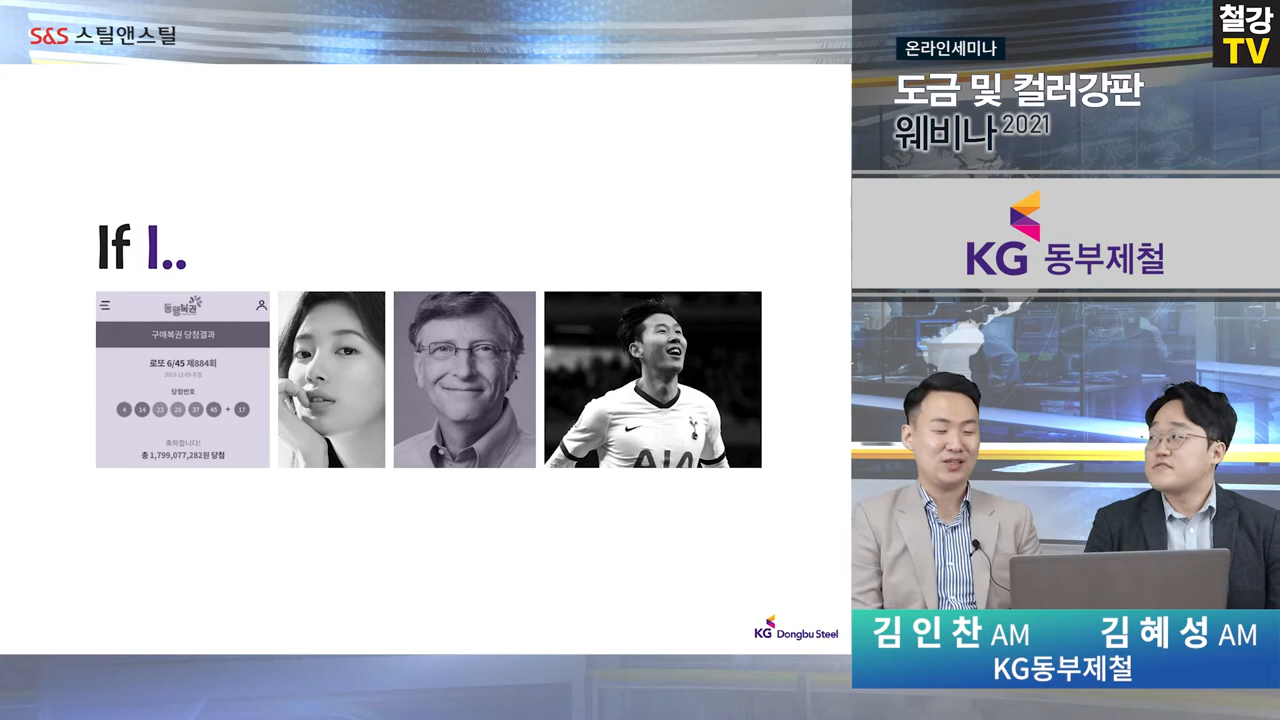 S&S 스틸앤스틸
철강
TV
온라인세미나
도금 및 컬러강판
웨비나 2021
KG 동부제철
If I..
동행복권
구매복권 당첨결과
로또 6/45 제884회
당첨번호
4 14 23 28 37 45 + 17
축하합니다!
총 1,799,077,282원 당첨
AIA
KG Dongbu Steel
김인찬 AM 김혜성 AM
KG동부제철